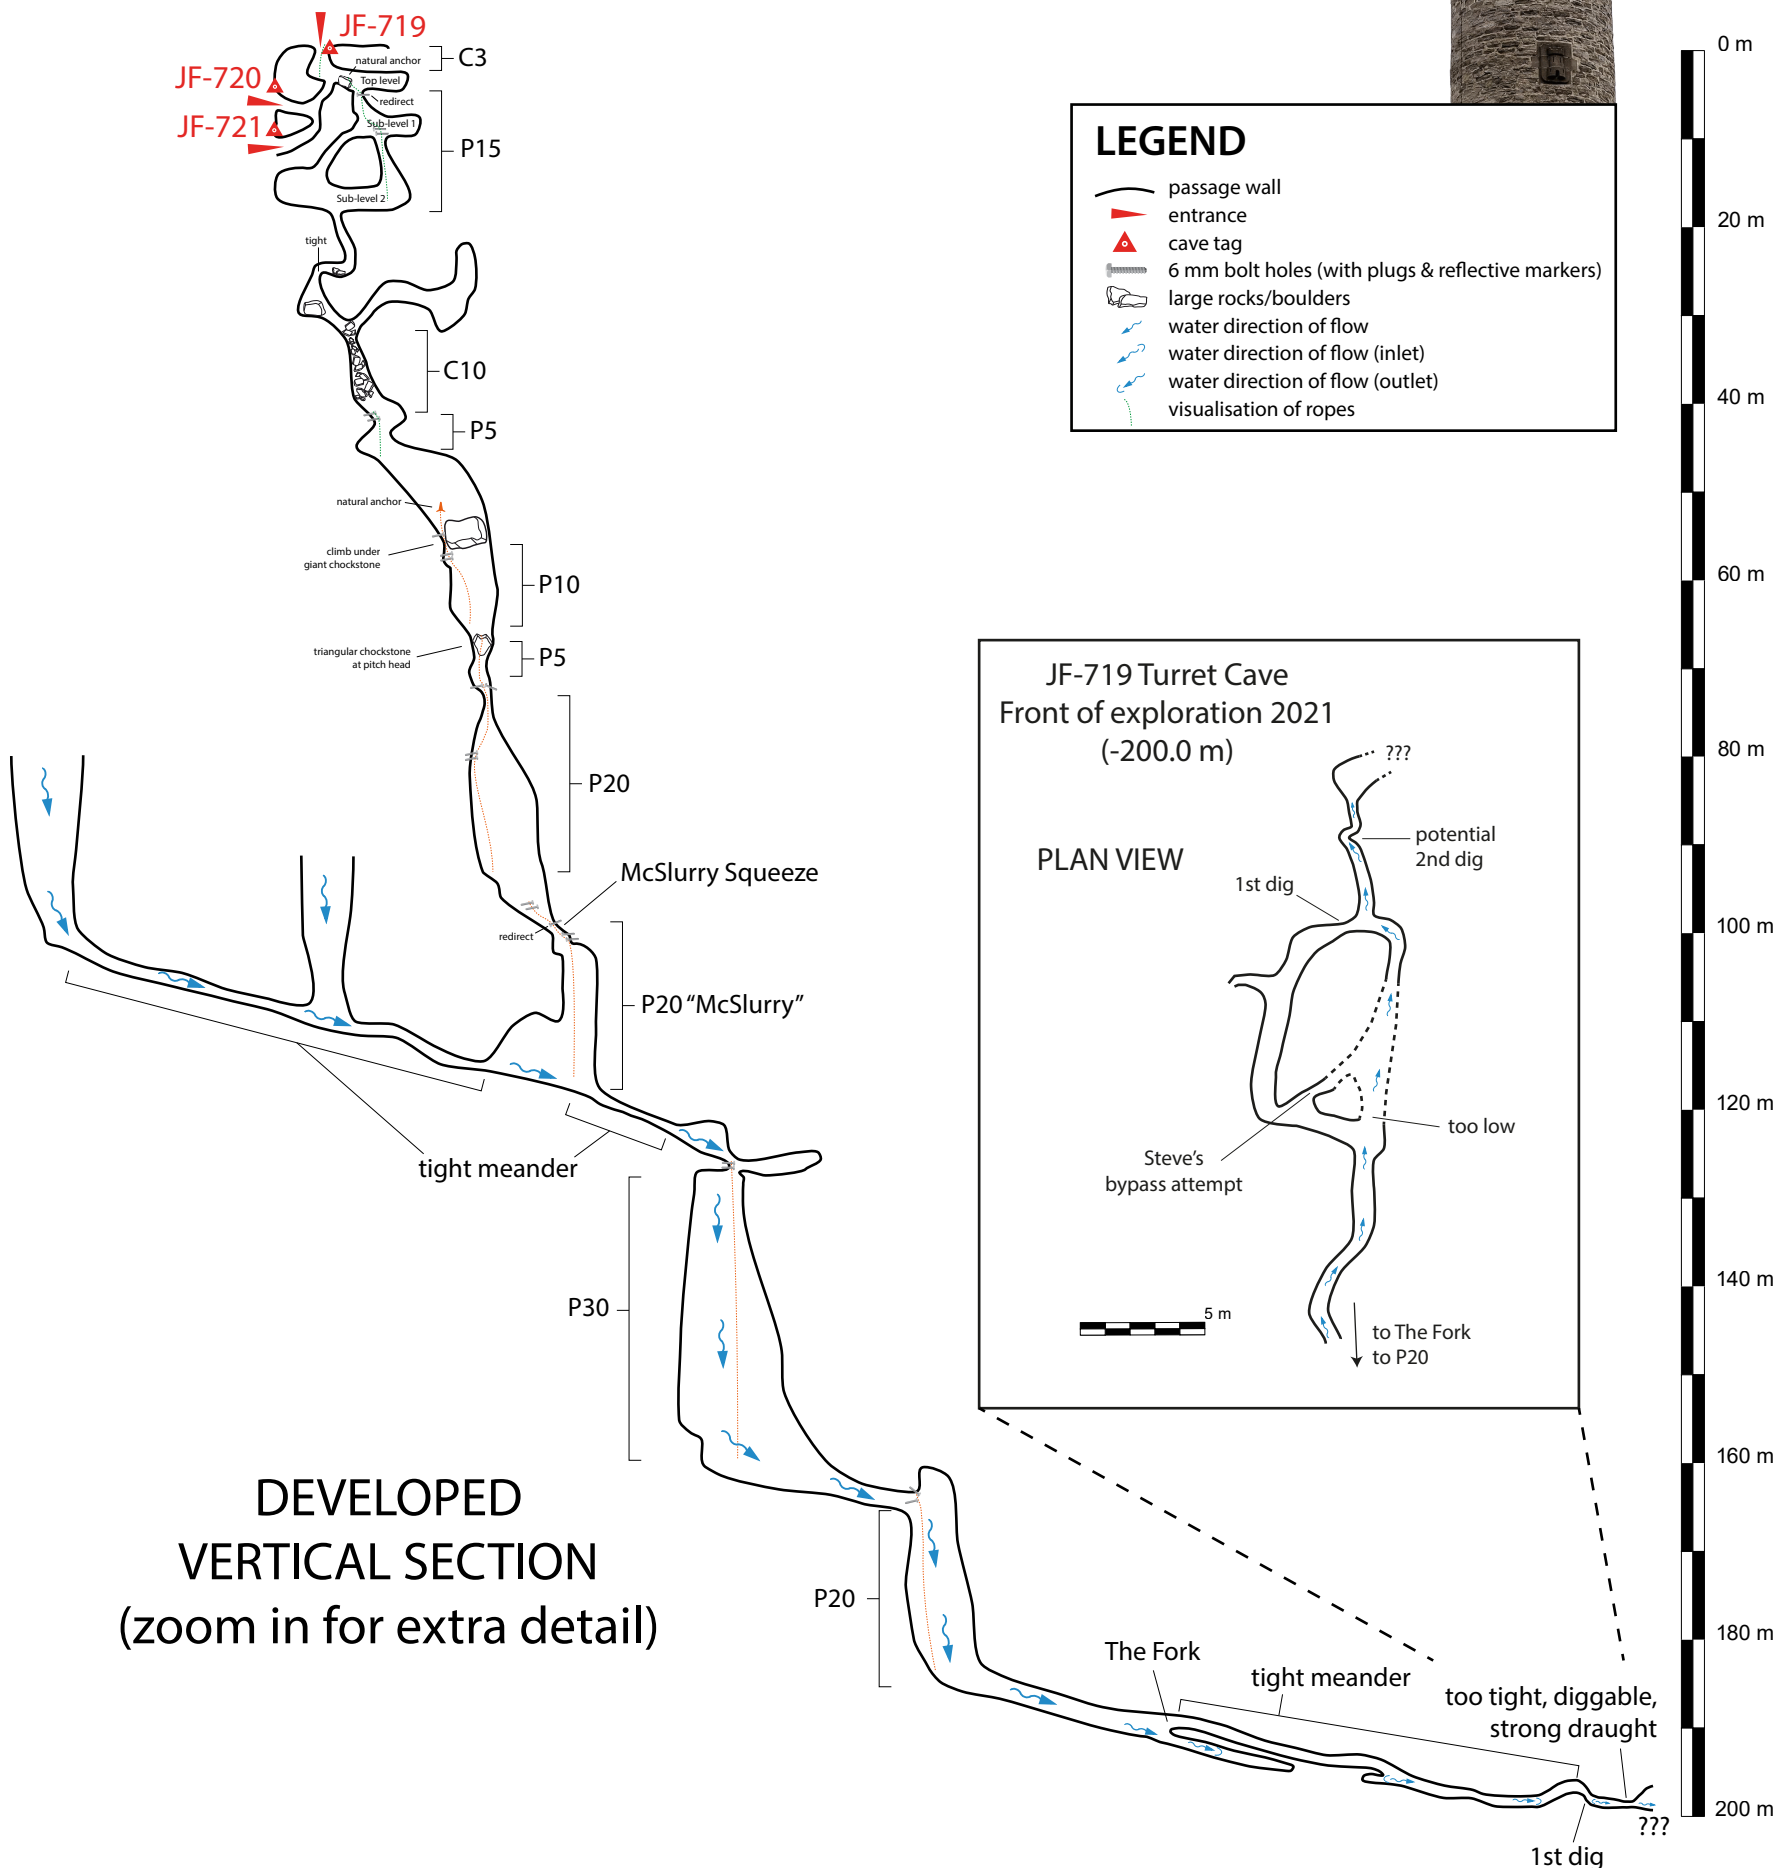 JF-719
C3
natural anchor
JF-720
Top level
redirect
JF-721
Sub-level 1
P15
Sub-level 2
tight
C10
P5
natural anchor
climb under
giant chockstone
P10
triangular chockstone
at pitch head
P5
P20
McSlurry Squeeze
redirect
P20 “McSlurry”
tight meander
P30
DEVELOPED
VERTICAL SECTION
(zoom in for extra detail)
P20
The Fork
tight meander
too tight, diggable,
strong draught
???
1st dig
LEGEND
passage wall
entrance
cave tag
6 mm bolt holes (with plugs & reflective markers)
large rocks/boulders
water direction of flow
water direction of flow (inlet)
water direction of flow (outlet)
visualisation of ropes
JF-719 Turret Cave
Front of exploration 2021
(-200.0 m)
???
PLAN VIEW
potential
2nd dig
1st dig
too low
Steve’s
bypass attempt
5 m
to The Fork
to P20
0 m
20 m
40 m
60 m
80 m
100 m
120 m
140 m
160 m
180 m
200 m